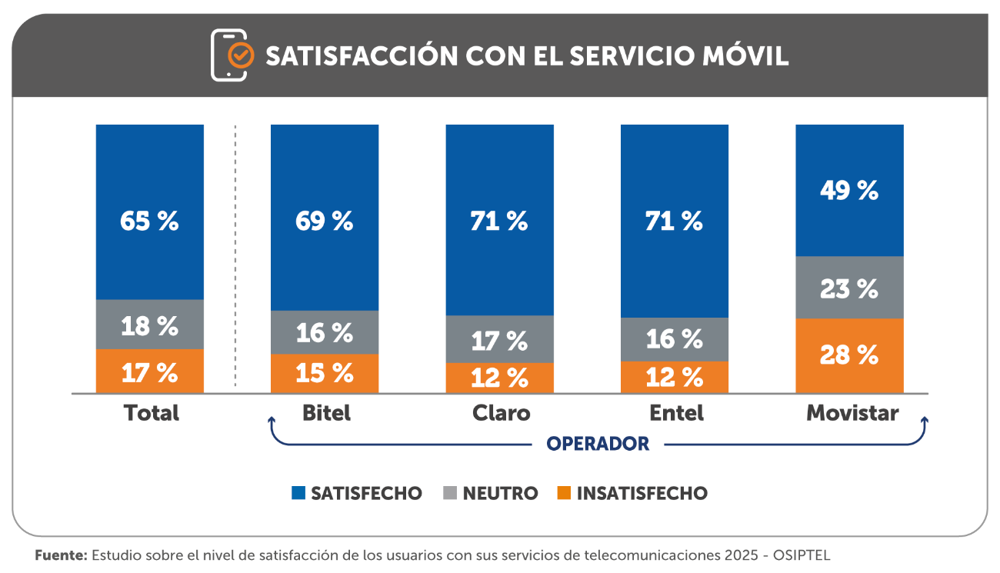 SATISFACCIÓN CON EL SERVICIO MÓVIL
65 % 69 % 71 % 71 % 49 %
18 % 16 % 17 % 16 % 23 %
17 % 15 % 12 % 12 % 28 %
Total Bitel Claro Entel Movistar
OPERADOR
SATISFECHO NEUTRO INSATISFECHO
Fuente: Estudio sobre el nivel de satisfacción de los usuarios con sus servicios de telecomunicaciones 2025 - OSIPTEL